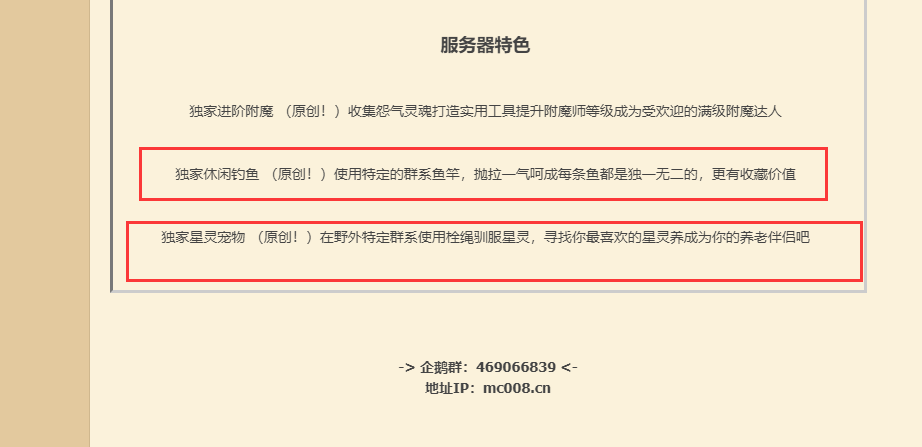 服务器特色
独家进阶附魔 （原创！）收集怨气灵魂打造实用工具提升附魔师等级成为受欢迎的满级附魔达人
独家休闲钓鱼 （原创！）使用特定的群系鱼竿，抛拉一气呵成每条鱼都是独一无二的，更有收藏价值
独家星灵宠物 （原创！）在野外特定群系使用栓绳驯服星灵，寻找你最喜欢的星灵养成为你的养老伴侣吧
-> 企鹅群：469066839 <-
地址IP：mc008.cn